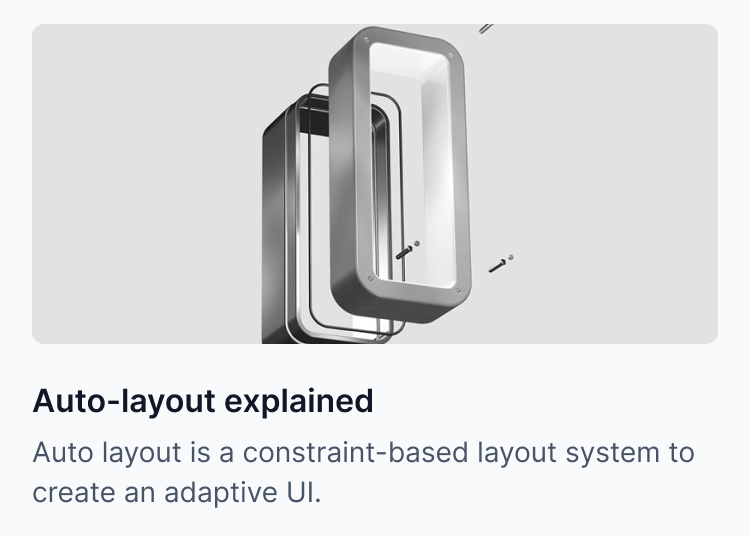 Auto-layout explained
Auto layout is a constraint-based layout system to
create an adaptive UI.